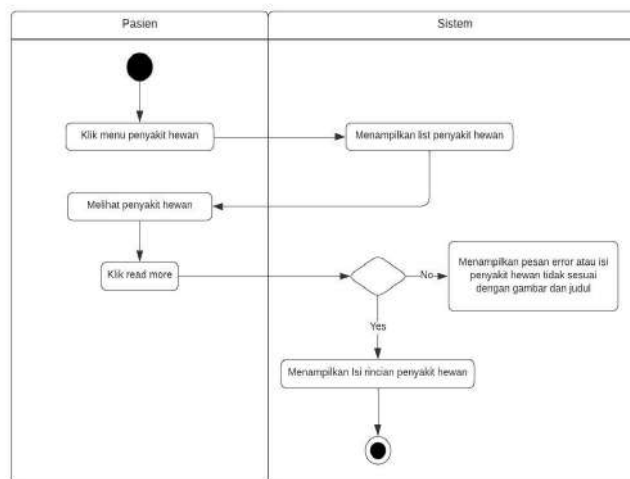 Pasien
Sistem
Klik menu penyakit hewan
Menampilkan list penyakit hewan
Melihat penyakit hewan
Klik read more
No
Menampilkan pesan error atau isi
penyakit hewan tidak sesuai
dengan gambar dan judul
Yes
Menampilkan Isi rincian penyakit hewan